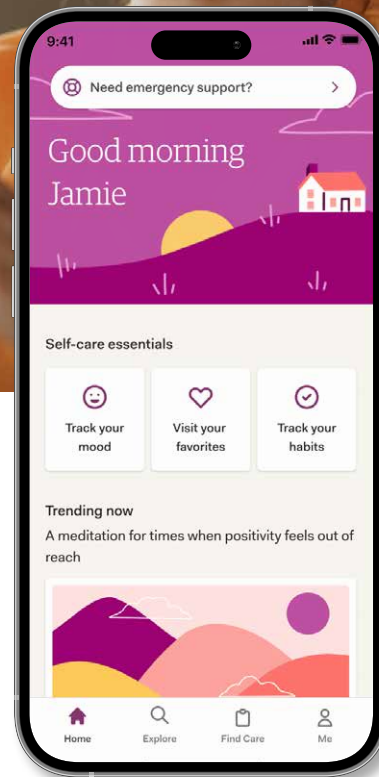 9:41
Need emergency support?
Good morning
Jamie
Self-care essentials
Track your
mood
Visit your
favorites
Track your
habits
Trending now
A meditation for times when positivity feels out of
reach
Home
Explore
Find Care
Me